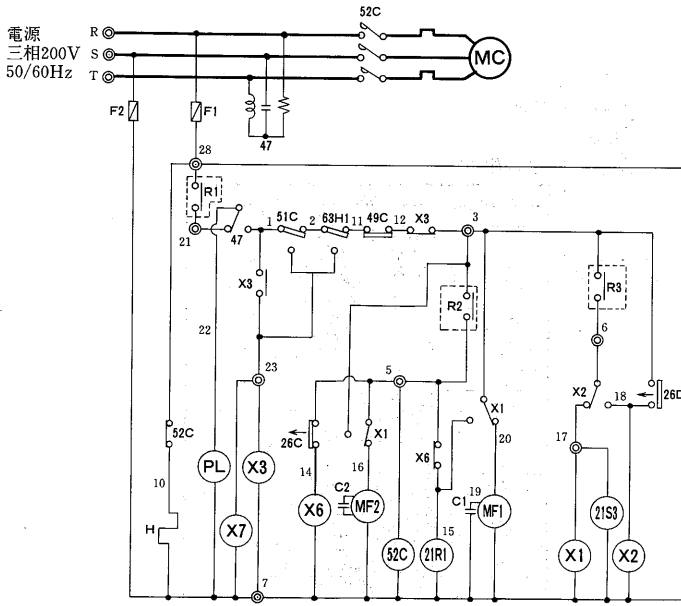 52C
電源
三相200V
50/60Hz
R
S
T
MC
F2
F1
47
28
R1
21
47
1
51C
2
63H1
11
49C
12
X3
3
X3
R2
R3
22
23
5
6
X2
18
26D
52C
26C
X1
X6
X1
20
17
10
PL
X3
14
16
C2
MF2
C1
19
MF1
H
X7
X6
52C
15
21R1
21S3
X1
X2
7